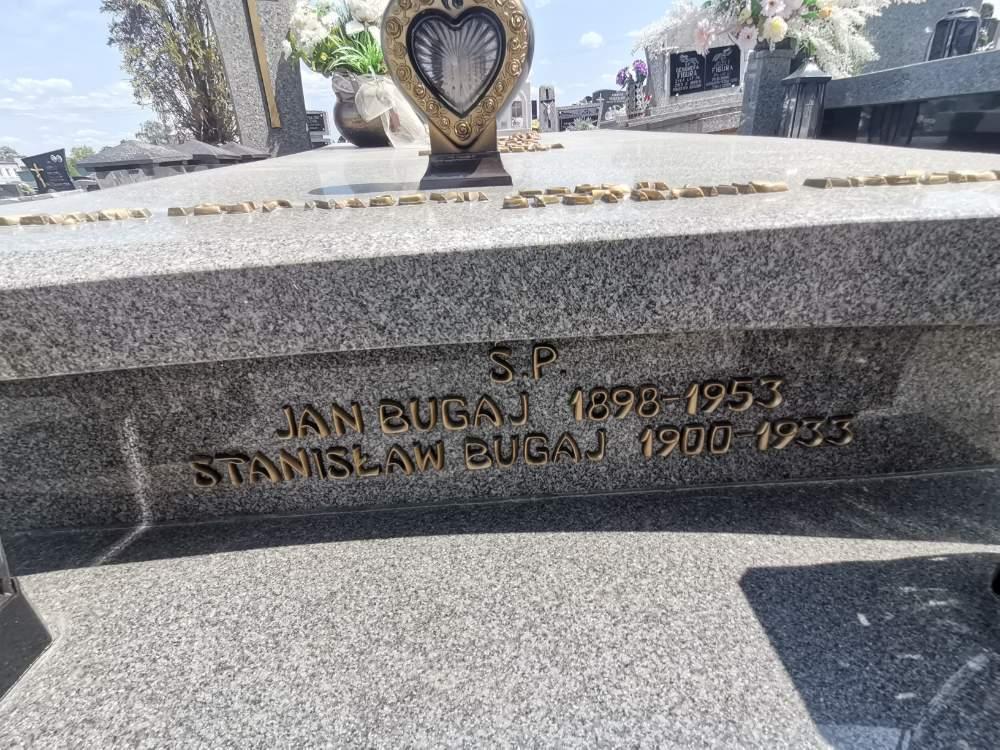 Ś.P.
JAN BUGAJ 1898-1953
STANISŁAW BUGAJ 1900-1933